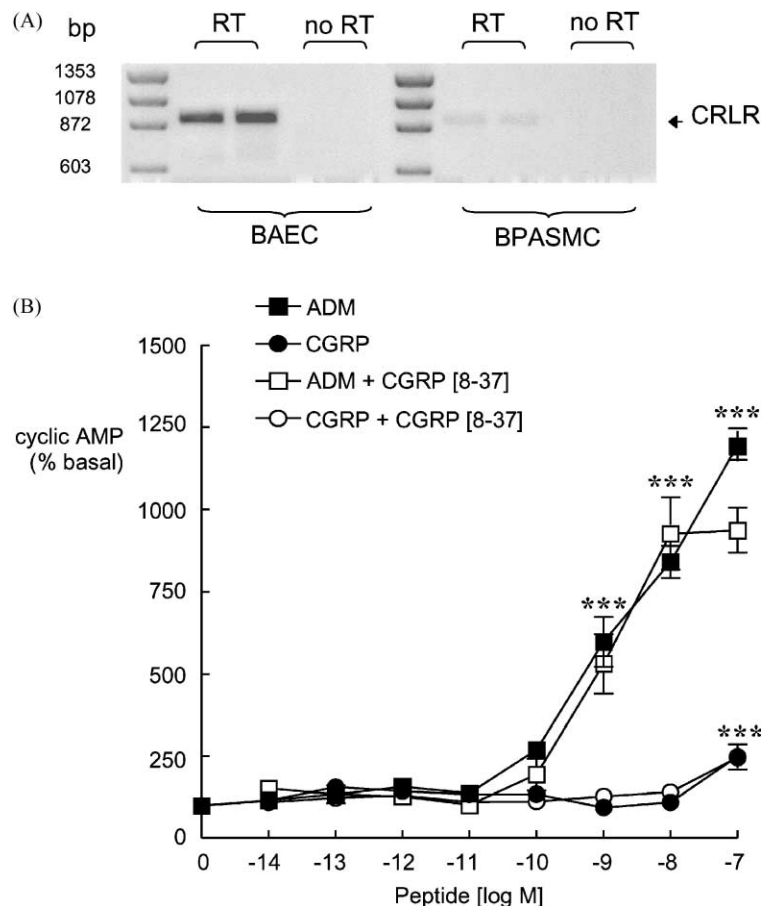 (A)
bp
RT
no RT
RT
no RT
1353
1078
872
603
CRLR
BAEC
BPASMC
(B)
ADM
CGRP
ADM + CGRP [8-37]
CGRP + CGRP [8-37]
cyclic AMP
(% basal)
1500
1250
1000
750
500
250
0
***
***
***
***
0 -14 -13 -12 -11 -10 -9 -8 -7
Peptide [log M]